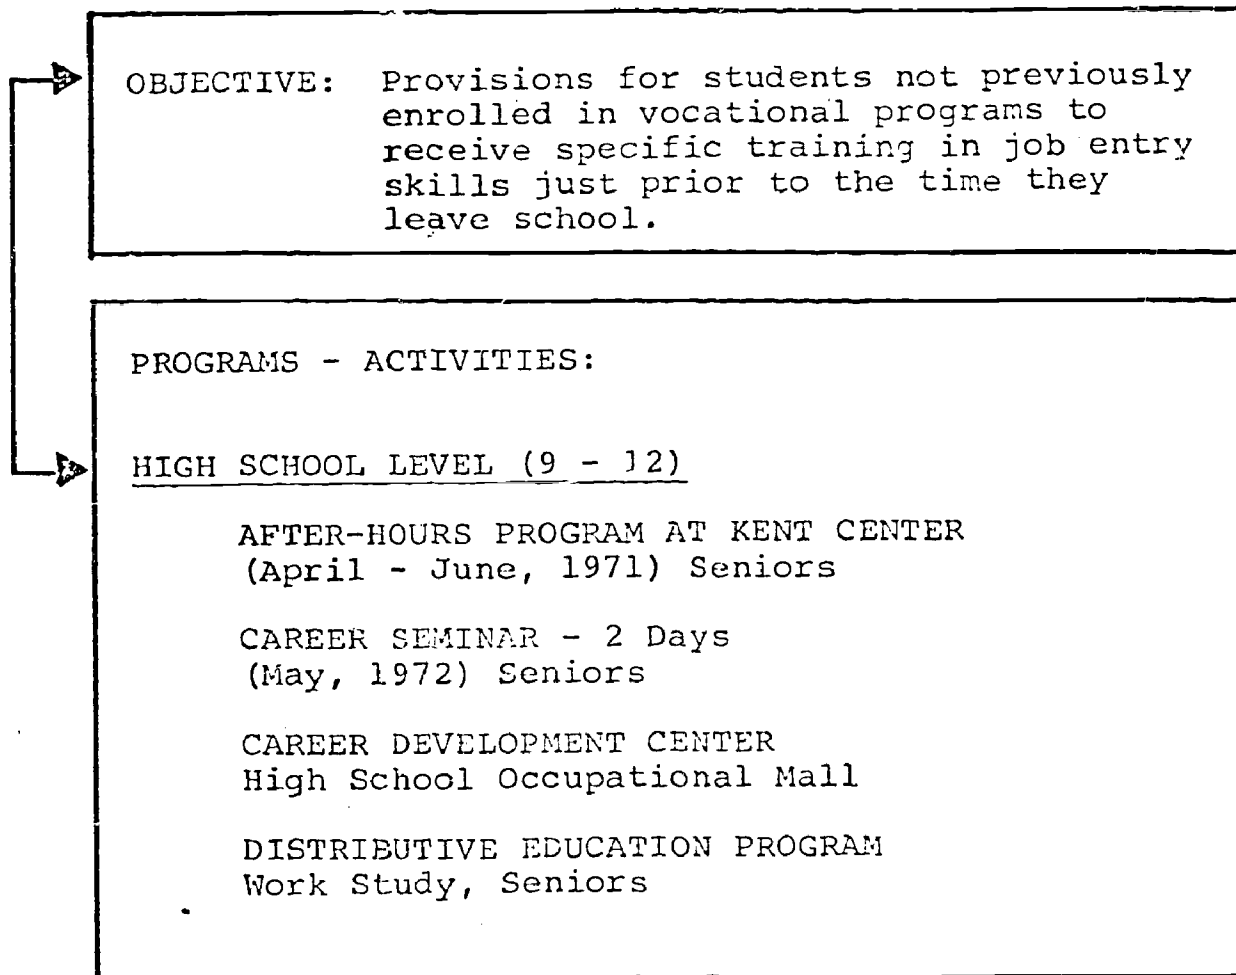 OBJECTIVE: Provisions for students not previously
enrolled in vocational programs to
receive specific training in job entry
skills just prior to the time they
leave school.
PROGRAMS - ACTIVITIES:
HIGH SCHOOL LEVEL (9 - 12)
AFTER-HOURS PROGRAM AT KENT CENTER
(April - June, 1971) Seniors
CAREER SEMINAR - 2 Days
(May, 1972) Seniors
CAREER DEVELOPMENT CENTER
High School Occupational Mall
DISTRIBUTIVE EDUCATION PROGRAM
Work Study, Seniors